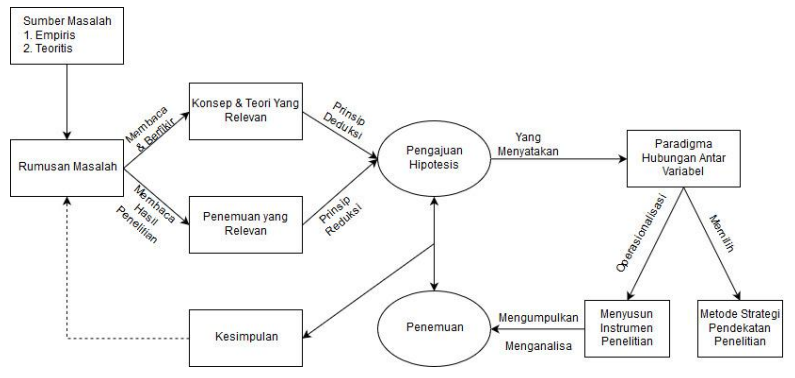 Sumber Masalah
1. Empiris
2. Teoritis
Rumusan Masalah
Membaca
& Berfikir
Membaca
Hasil
Penelitian
Konsep & Teori Yang
Relevan
Penemuan yang
Relevan
Prinsip
Deduksi
Prinsip
Reduksi
Pengajuan
Hipotesis
Yang
Menyatakan
Paradigma
Hubungan Antar
Variabel
Operasionalisasi
Memilih
Menyusun
Instrumen
Penelitian
Metode Strategi
Pendekatan
Penelitian
Mengumpulkan
Menganalisa
Penemuan
Kesimpulan